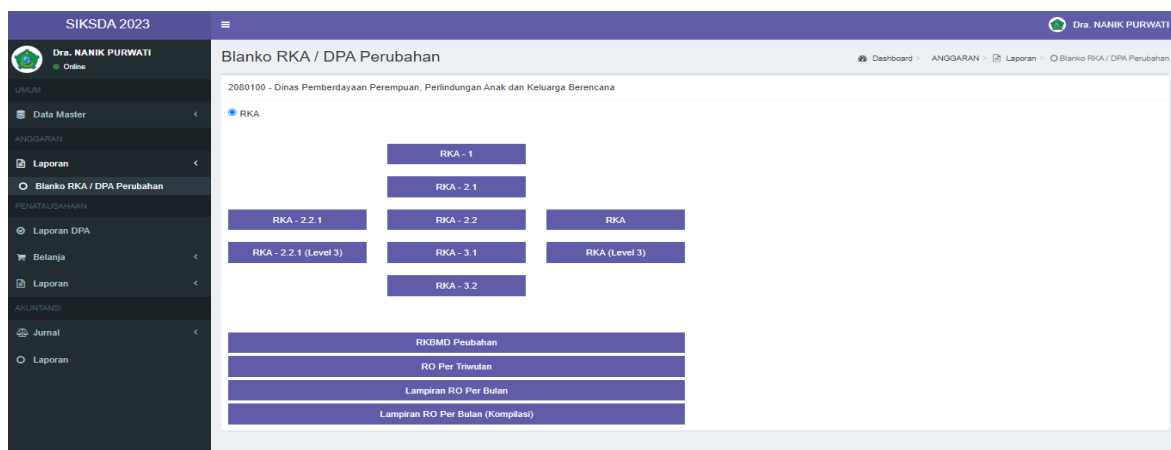 SIKSDA 2023
Dra. NANIK PURWATI
Dra. NANIK PURWATI
Online
UMUM
Data Master
ANGGARAN
Laporan
Blanko RKA / DPA Perubahan
PENATAUSAHAAN
Laporan DPA
Belanja
Laporan
AKUNTANSI
Jurnal
Laporan
Blanko RKA / DPA Perubahan
Dashboard > ANGGARAN > Laporan > Blanko RKA / DPA Perubahan
2080100 - Dinas Pemberdayaan Perempuan, Perlindungan Anak dan Keluarga Berencana
RKA
RKA - 1
RKA - 2.1
RKA - 2.2.1 RKA - 2.2 RKA
RKA - 2.2.1 (Level 3) RKA - 3.1 RKA (Level 3)
RKA - 3.2
RKBMD Peubahan
RO Per Triwulan
Lampiran RO Per Bulan
Lampiran RO Per Bulan (Kompilasi)